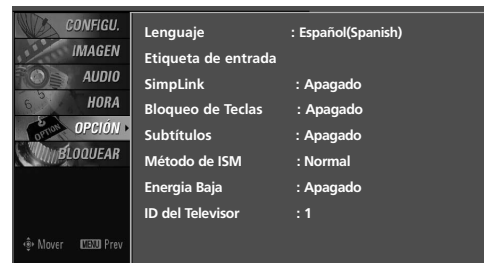 CONFIGU.
IMAGEN
AUDIO
HORA
OPCIÓN
BLOQUEAR
Mover MENU Prev
Lenguaje : Español(Spanish)
Etiqueta de entrada
SimpLink : Apagado
Bloqueo de Teclas : Apagado
Subtítulos : Apagado
Método de ISM : Normal
Energia Baja : Apagado
ID del Televisor : 1